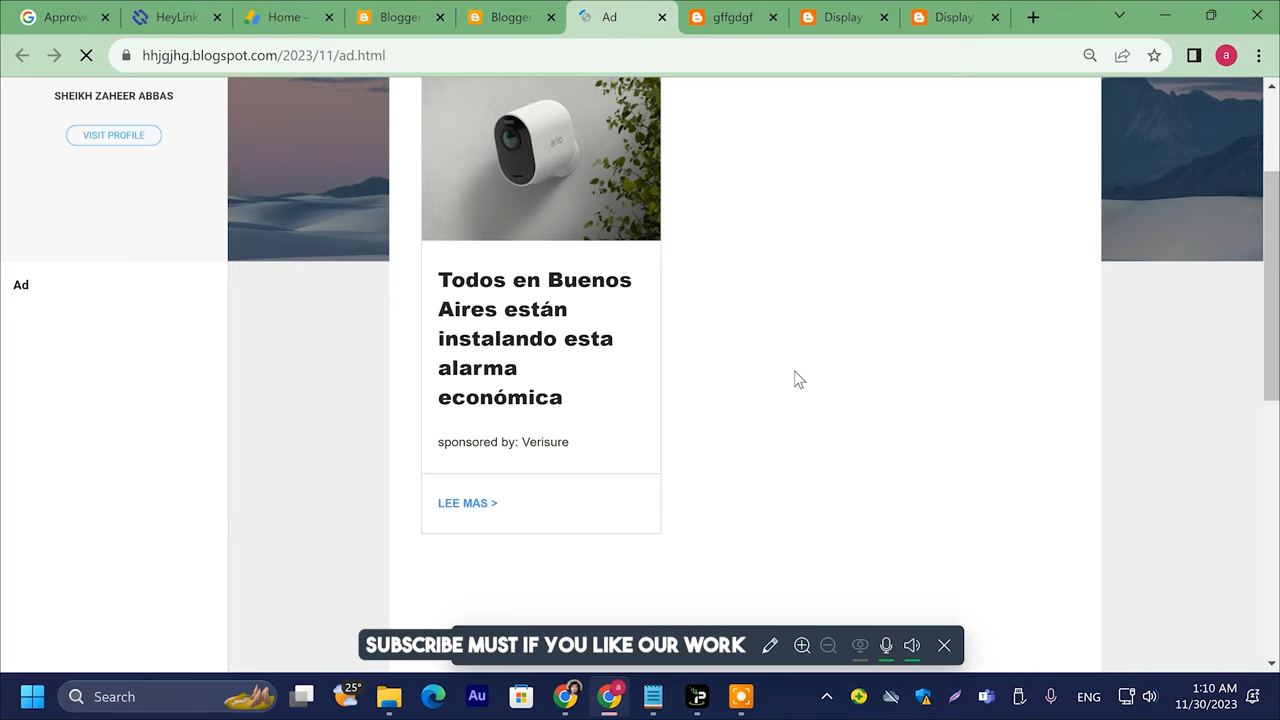 Approve
HeyLink
Home –
Blogger
Blogger
Ad
gffgdgf
Display
Display
hhjgjhg.blogspot.com/2023/11/ad.html
a
SHEIKH ZAHEER ABBAS
VISIT PROFILE
Ad
arlo
Todos en Buenos
Aires están
instalando esta
alarma
económica
sponsored by: Verisure
LEE MAS >
SUBSCRIBE MUST IF YOU LIKE OUR WORK
Search
25°
Au
a
ENG
1:10 AM
11/30/2023